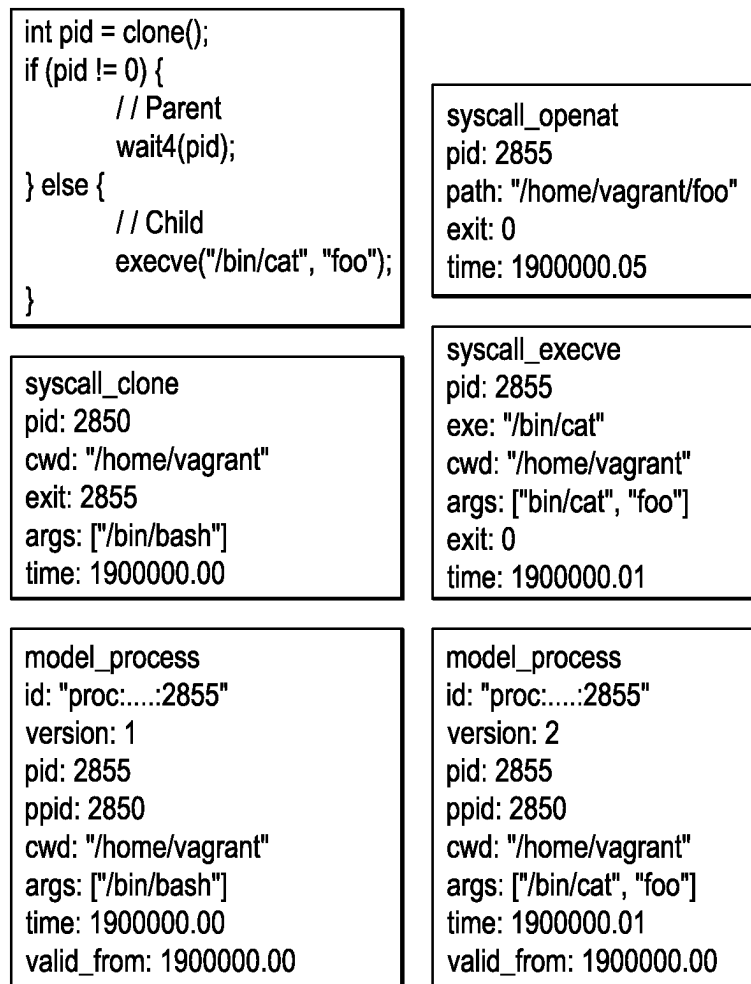 int pid = clone();
if (pid != 0) {
// Parent
wait4(pid);
} else {
// Child
execve("/bin/cat", "foo");
}
syscall_openat
pid: 2855
path: "/home/vagrant/foo"
exit: 0
time: 1900000.05
syscall_clone
pid: 2850
cwd: "/home/vagrant"
exit: 2855
args: ["/bin/bash"]
time: 1900000.00
syscall_execve
pid: 2855
exe: "/bin/cat"
cwd: "/home/vagrant"
args: ["bin/cat", "foo"]
exit: 0
time: 1900000.01
model_process
id: "proc:....:2855"
version: 1
pid: 2855
ppid: 2850
cwd: "/home/vagrant"
args: ["/bin/bash"]
time: 1900000.00
valid_from: 1900000.00
model_process
id: "proc:....:2855"
version: 2
pid: 2855
ppid: 2850
cwd: "/home/vagrant"
args: ["/bin/cat", "foo"]
time: 1900000.01
valid_from: 1900000.00